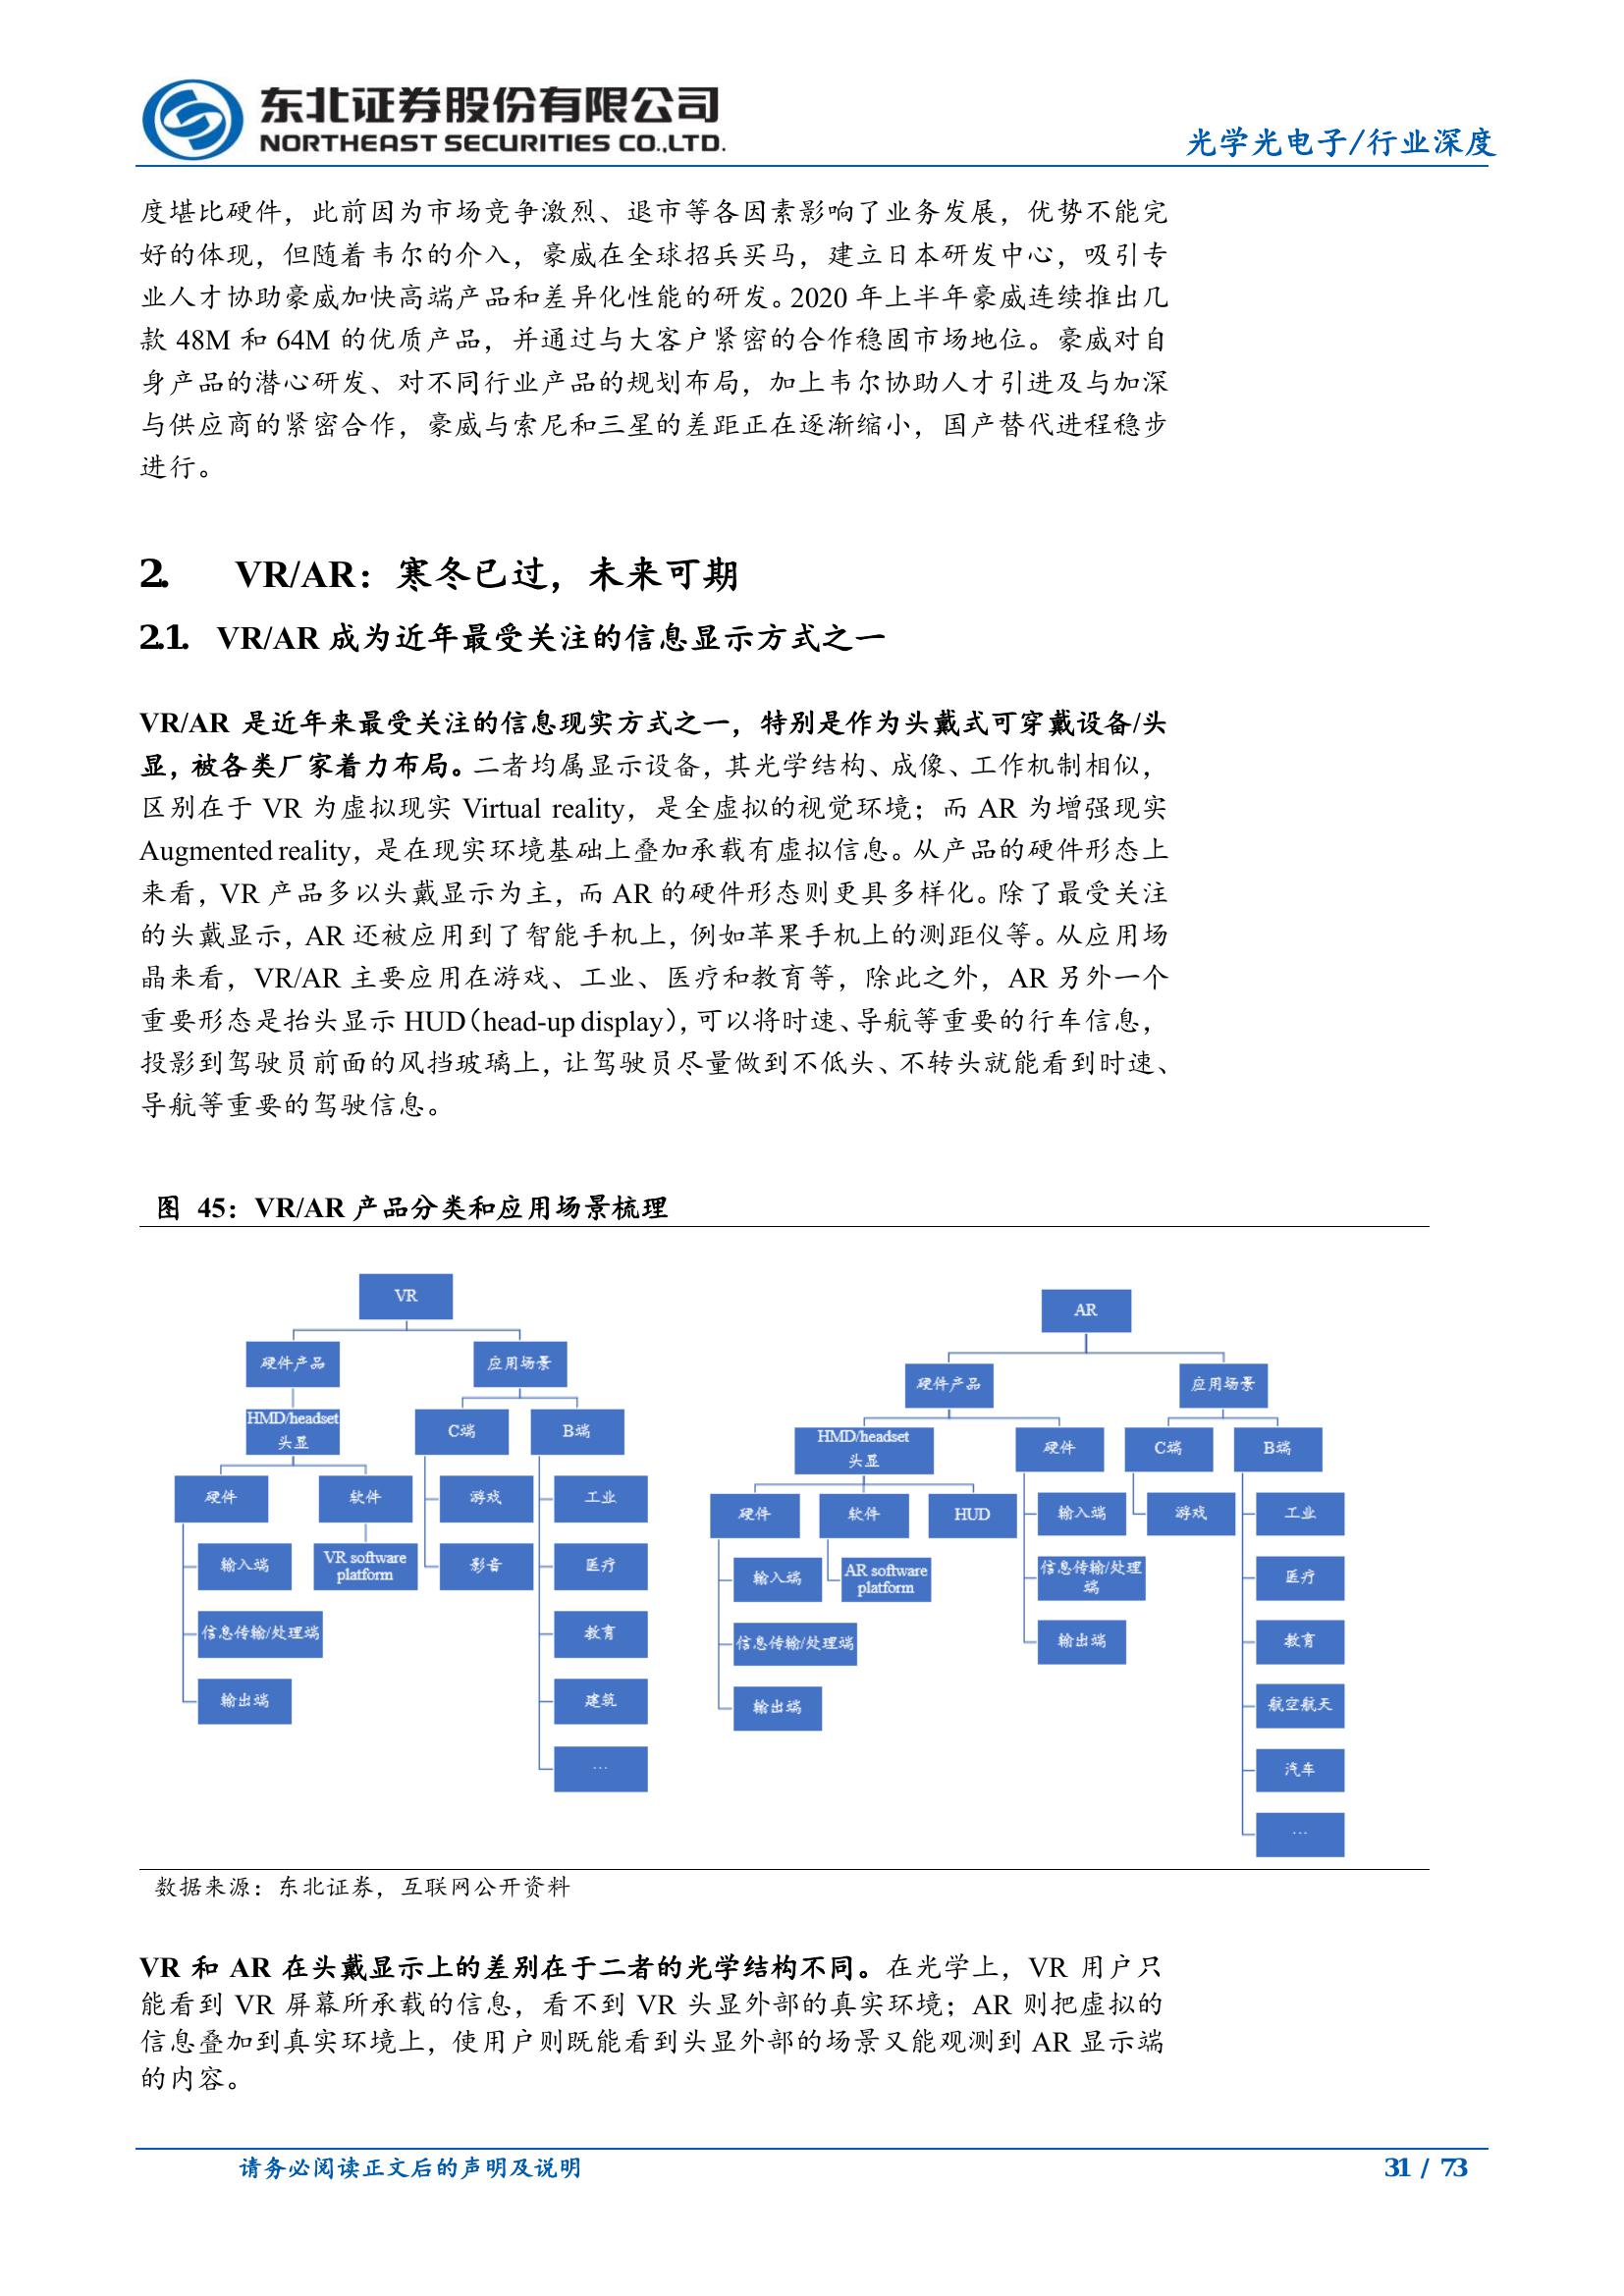 东北证券股份有限公司
NORTHEAST SECURITIES CO.,LTD.
光学光电子/行业深度
度堪比硬件，此前因为市场竞争激烈、退市等各因素影响了业务发展，优势不能完
好的体现，但随着韦尔的介入，豪威在全球招兵买马，建立日本研发中心，吸引专
业人才协助豪威加快高端产品和差异化性能的研发。2020 年上半年豪威连续推出几
款 48M 和 64M 的优质产品，并通过与大客户紧密的合作稳固市场地位。豪威对自
身产品的潜心研发、对不同行业产品的规划布局，加上韦尔协助人才引进及与加深
与供应商的紧密合作，豪威与索尼和三星的差距正在逐渐缩小，国产替代进程稳步
进行。
2. VR/AR：寒冬已过，未来可期
2.1. VR/AR 成为近年最受关注的信息显示方式之一
VR/AR 是近年来最受关注的信息现实方式之一，特别是作为头戴式可穿戴设备/头
显，被各类厂家着力布局。二者均属显示设备，其光学结构、成像、工作机制相似，
区别在于 VR 为虚拟现实 Virtual reality，是全虚拟的视觉环境；而 AR 为增强现实
Augmented reality，是在现实环境基础上叠加承载有虚拟信息。从产品的硬件形态上
来看，VR 产品多以头戴显示为主，而 AR 的硬件形态则更具多样化。除了最受关注
的头戴显示，AR 还被应用到了智能手机上，例如苹果手机上的测距仪等。从应用场
晶来看，VR/AR 主要应用在游戏、工业、医疗和教育等，除此之外，AR 另外一个
重要形态是抬头显示 HUD（head-up display），可以将时速、导航等重要的行车信息，
投影到驾驶员前面的风挡玻璃上，让驾驶员尽量做到不低头、不转头就能看到时速、
导航等重要的驾驶信息。
图 45：VR/AR 产品分类和应用场景梳理
VR
硬件产品
应用场景
HMD/headset
头显
C端
B端
硬件
软件
游戏
工业
输入端
VR software
platform
影音
医疗
信息传输/处理端
教育
输出端
建筑
…
AR
硬件产品
应用场景
HMD/headset
头显
硬件
C端
B端
硬件
软件
HUD
输入端
游戏
工业
输入端
AR software
platform
信息传输/处理
端
医疗
信息传输/处理端
输出端
教育
输出端
航空航天
汽车
…
数据来源：东北证券，互联网公开资料
VR 和 AR 在头戴显示上的差别在于二者的光学结构不同。在光学上，VR 用户只
能看到 VR 屏幕所承载的信息，看不到 VR 头显外部的真实环境；AR 则把虚拟的
信息叠加到真实环境上，使用户则既能看到头显外部的场景又能观测到 AR 显示端
的内容。
请务必阅读正文后的声明及说明
31 / 73